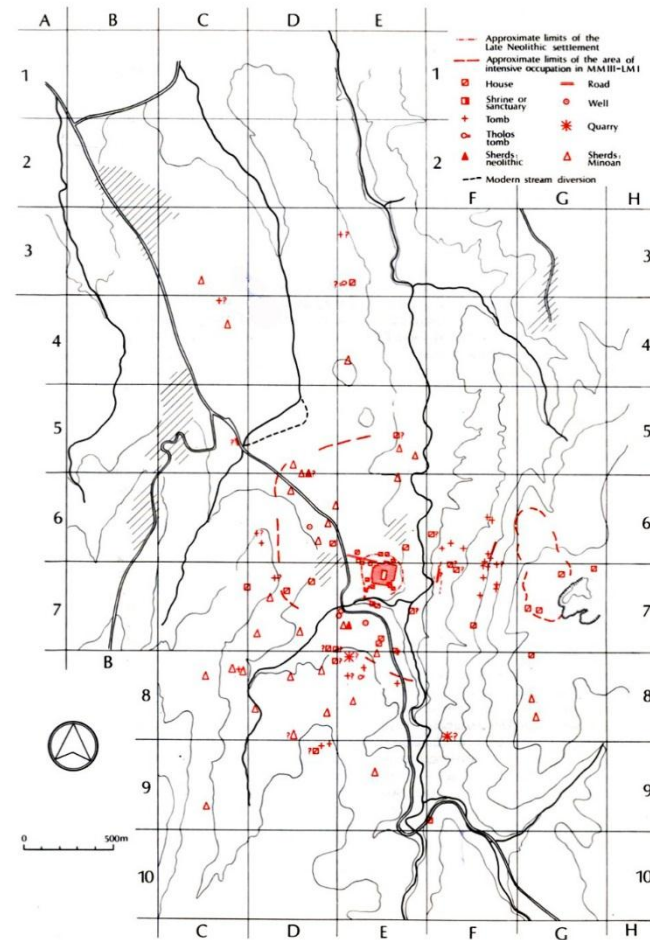 A B C D E
Approximate limits of the
Late Neolithic settlement
Approximate limits of the area of
intensive occupation in MMIII-LMI
House
Road
Shrine or
sanctuary
Well
Tomb
Quarry
Tholos
tomb
Sherds:
neolithic
Sherds:
Minoan
Modern stream diversion
1 1
2 2
F G H
3 3
4 4
5 5
6 6
7 7
B
8 8
9 9
10 10
0 500m
C D E F G H